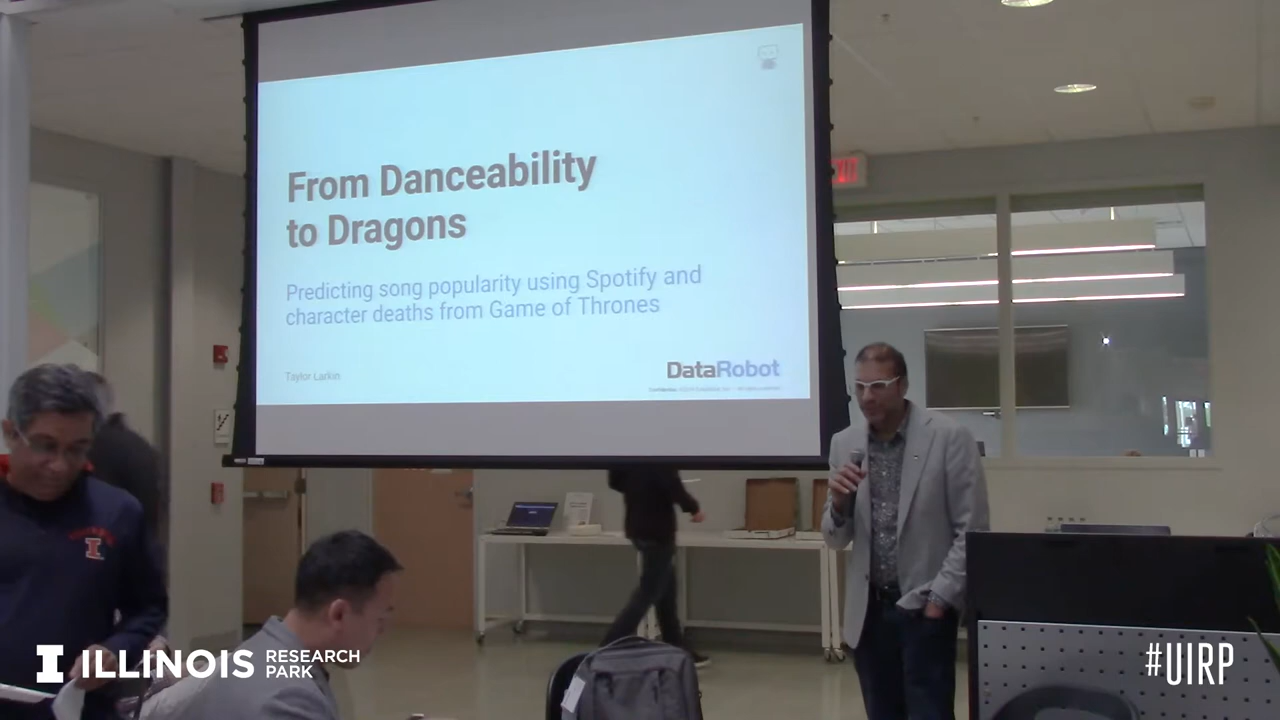 From Danceability
to Dragons
Predicting song popularity using Spotify and
character deaths from Game of Thrones
Taylor Larkin
DataRobot
EXIT
ILLINOIS
I ILLINOIS RESEARCH
PARK
#UIRP